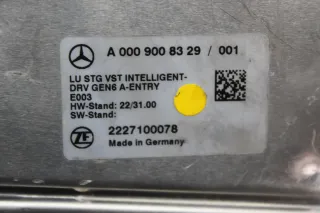 A 000 900 83 29 / 001
LU STG VST INTELLIGENT-
DRV GEN6 A-ENTRY
E003
HW-Stand: 22/31.00
SW-Stand:
ZF
2227100078
Made in Germany